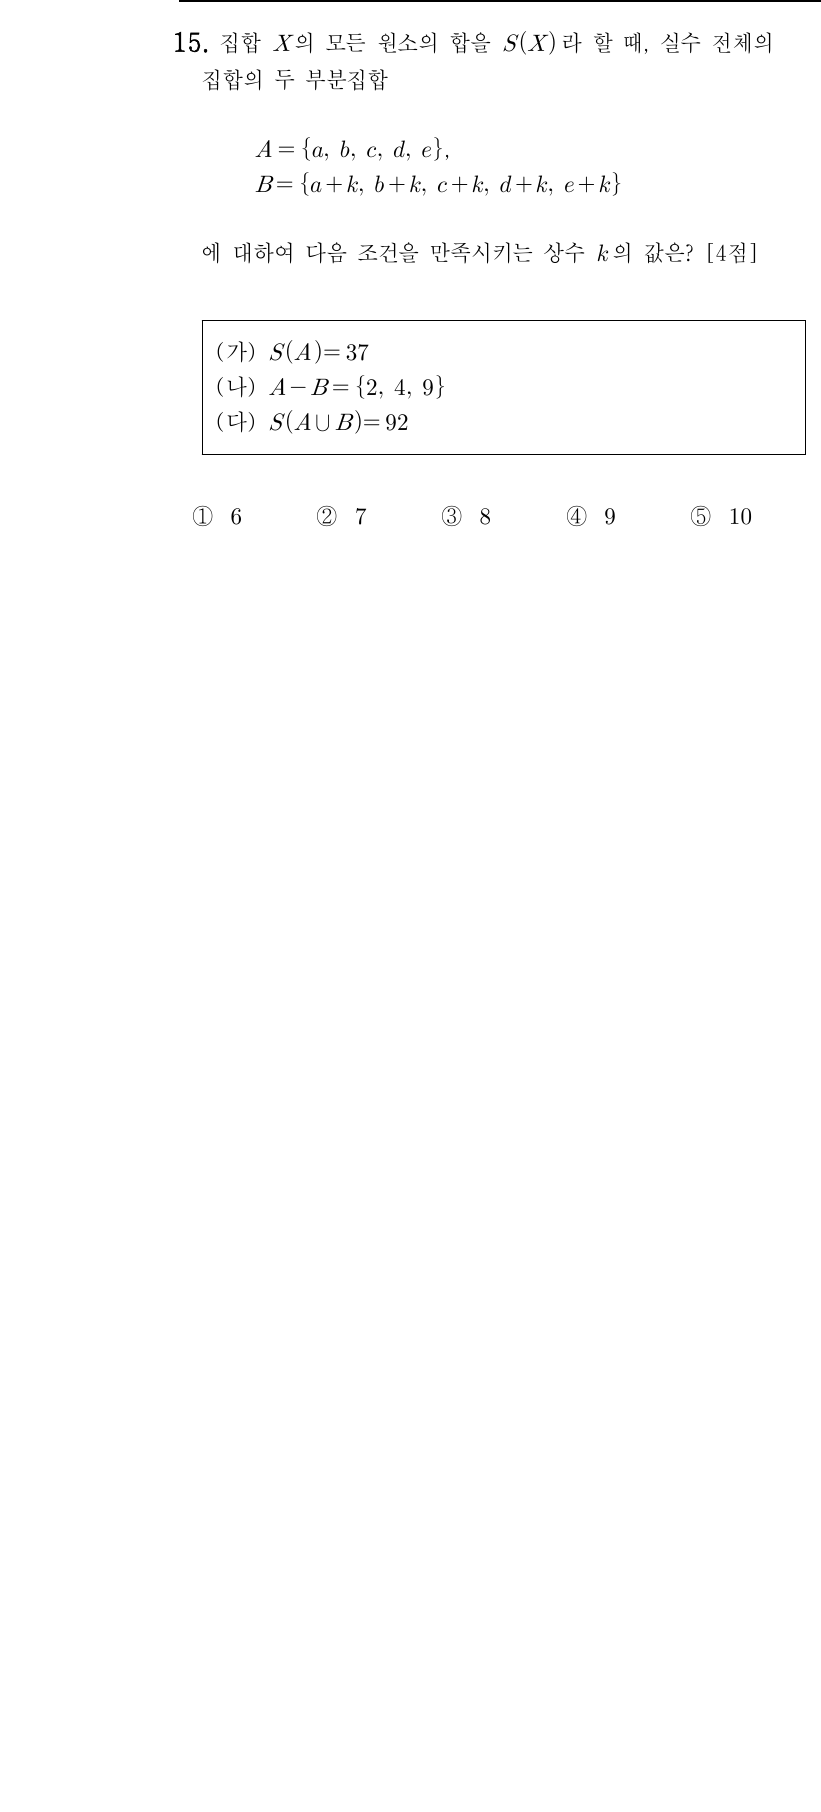 15. 집합 X의 모든 원소의 합을 S(X)라 할 때, 실수 전체의
집합의 두 부분집합
A={a, b, c, d, e},
B={a+k, b+k, c+k, d+k, e+k}
에 대하여 다음 조건을 만족시키는 상수 k의 값은? [4점]
(가) S(A)=37
(나) A-B={2, 4, 9}
(다) S(A∪B)=92
① 6 ② 7 ③ 8 ④ 9 ⑤ 10